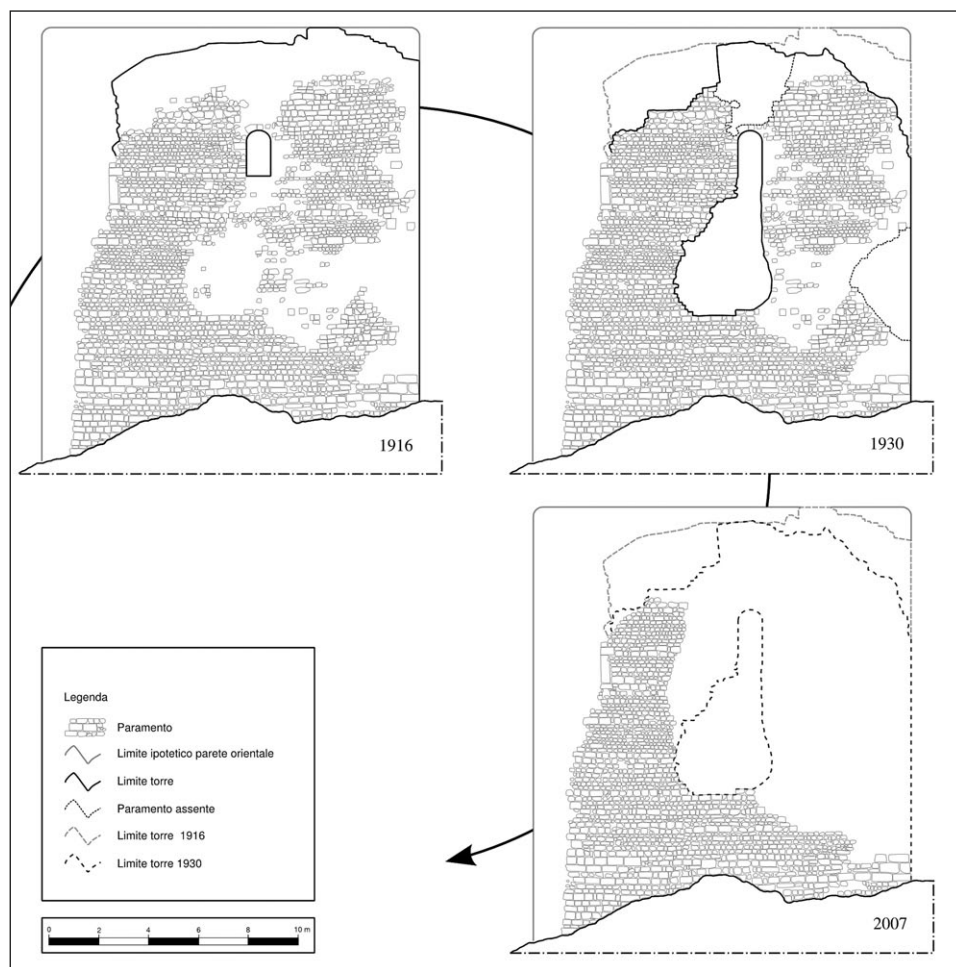 1916
1930
2007
Legenda
Paramento
Limite ipotetico parete orientale
Limite torre
Paramento assente
Limite torre 1916
Limite torre 1930
0 2 4 6 8 10 m